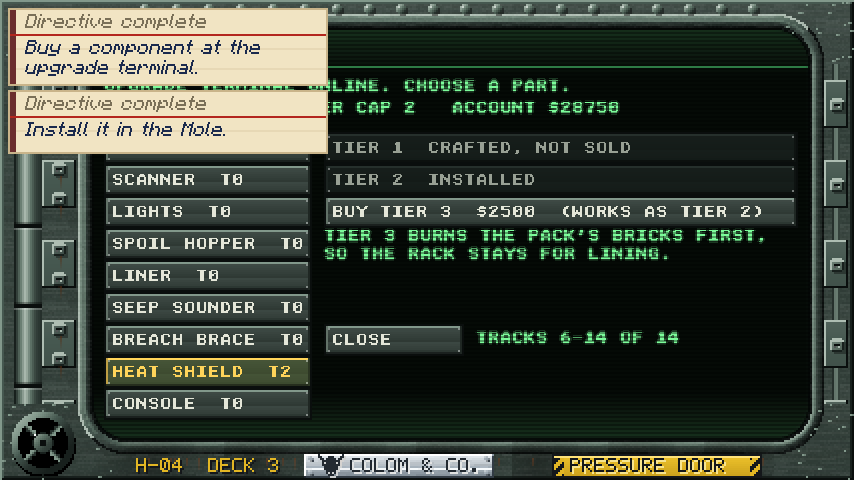 Directive complete
Buy a component at the
upgrade terminal.
Directive complete
Install it in the Mole.
UPGRADE TERMINAL ONLINE. CHOOSE A PART.
CAP 2 ACCOUNT $28750
TIER 1 CRAFTED, NOT SOLD
SCANNER T0
TIER 2 INSTALLED
LIGHTS T0
BUY TIER 3 $2500 (WORKS AS TIER 2)
SPOIL HOPPER T0
TIER 3 BURNS THE PACK'S BRICKS FIRST,
SO THE RACK STAYS FOR LINING.
LINER T0
SEEP SOUNDER T0
BREACH BRACE T0
CLOSE
TRACKS 6-14 OF 14
HEAT SHIELD T2
CONSOLE T0
H-04 DECK 3
COLOM & CO.
PRESSURE DOOR